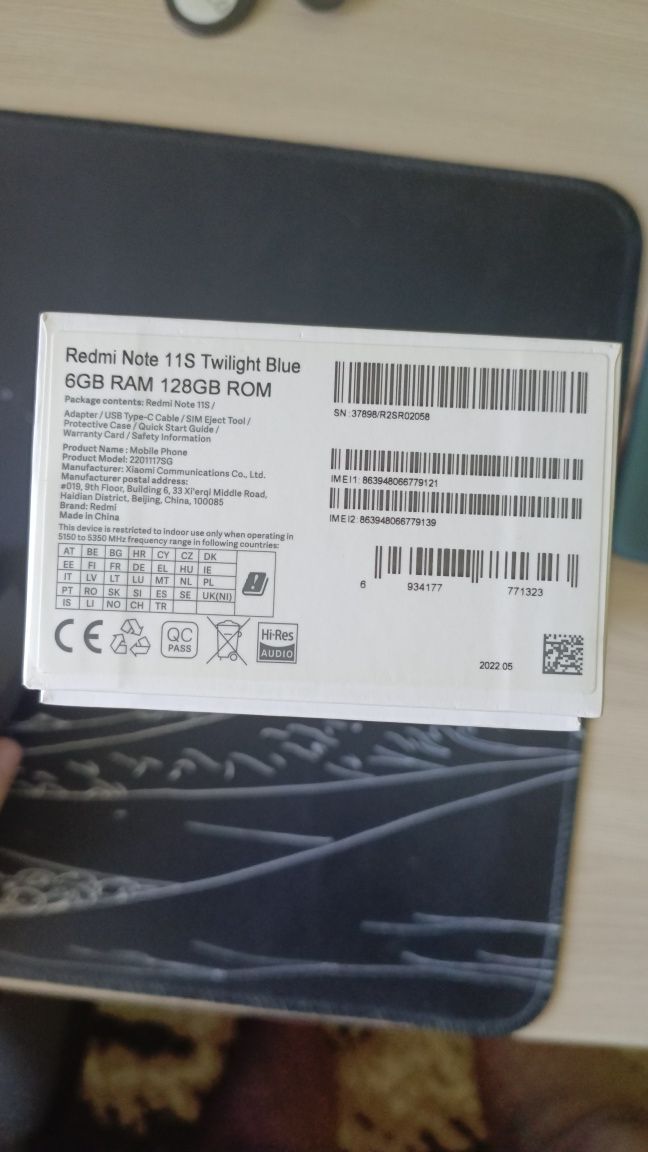 Redmi Note 11S Twilight Blue
6GB RAM 128GB ROM
Package contents: Redmi Note 11S /
Adapter / USB Type-C Cable / SIM Eject Tool /
Protective Case / Quick Start Guide /
Warranty Card / Safety Information
Product Name : Mobile Phone
Product Model: 2201117SG
Manufacturer: Xiaomi Communications Co., Ltd.
#019, 9th Floor, Building 6, 33 Xi'erqi Middle Road,
Haidian District, Beijing, China, 100085
Brand: Redmi
Made in China
This device is restricted to indoor use only when operating in
5150 to 5350 MHz frequency range in following countries:
AT BE BG HR CY CZ DK
EE FI FR DE EL HU IE
IT LV LT LU MT NL PL
PT RO SK SI ES SE UK(NI)
IS LI NO CH TR
CE
QC
PASS
Hi-Res
AUDIO
SN :37898/R2SR02058
IMEI1: 863948066779121
IMEI2: 863948066779139
6 934177 771323
2022.05